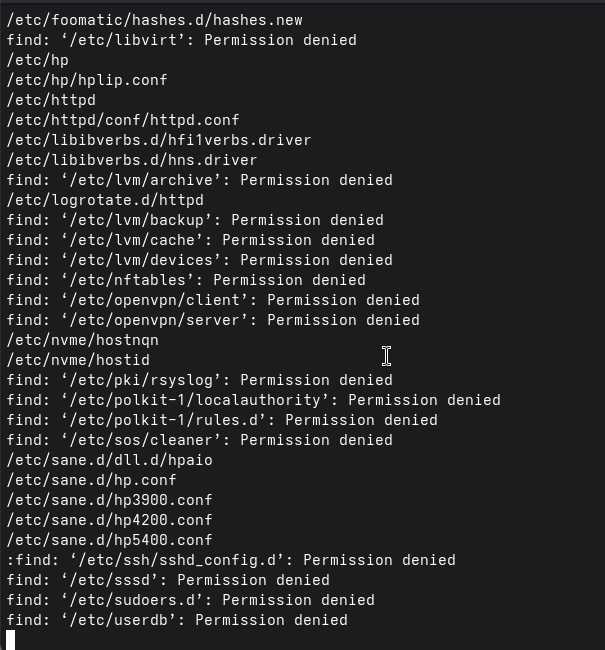 /etc/foomatic/hashes.d/hashes.new
find: ‘/etc/libvirt’: Permission denied
/etc/hp
/etc/hp/hplip.conf
/etc/httpd
/etc/httpd/conf/httpd.conf
/etc/libibverbs.d/hfi1verbs.driver
/etc/libibverbs.d/hns.driver
find: ‘/etc/lvm/archive’: Permission denied
/etc/logrotate.d/httpd
find: ‘/etc/lvm/backup’: Permission denied
find: ‘/etc/lvm/cache’: Permission denied
find: ‘/etc/lvm/devices’: Permission denied
find: ‘/etc/nftables’: Permission denied
find: ‘/etc/openvpn/client’: Permission denied
find: ‘/etc/openvpn/server’: Permission denied
/etc/nvme/hostnqn
/etc/nvme/hostid
find: ‘/etc/pki/rsyslog’: Permission denied
find: ‘/etc/polkit-1/localauthority’: Permission denied
find: ‘/etc/polkit-1/rules.d’: Permission denied
find: ‘/etc/sos/cleaner’: Permission denied
/etc/sane.d/dll.d/hpaio
/etc/sane.d/hp.conf
/etc/sane.d/hp3900.conf
/etc/sane.d/hp4200.conf
/etc/sane.d/hp5400.conf
:find: ‘/etc/ssh/sshd_config.d’: Permission denied
find: ‘/etc/sssd’: Permission denied
find: ‘/etc/sudoers.d’: Permission denied
find: ‘/etc/userdb’: Permission denied